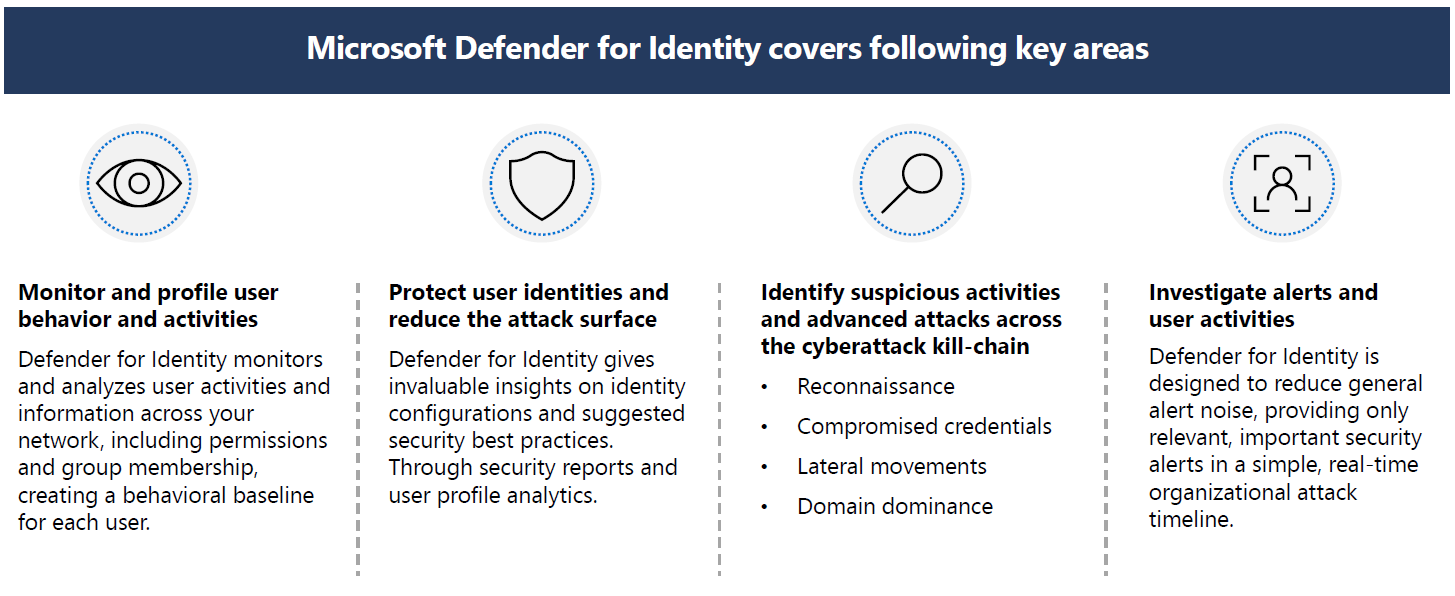 Microsoft Defender for Identity covers following key areas
Monitor and profile user
behavior and activities
Defender for Identity monitors
and analyzes user activities and
information across your
network, including permissions
and group membership,
creating a behavioral baseline
for each user.
Protect user identities and
reduce the attack surface
Defender for Identity gives
invaluable insights on identity
configurations and suggested
security best practices.
Through security reports and
user profile analytics.
Identify suspicious activities
and advanced attacks across
the cyberattack kill-chain
• Reconnaissance
• Compromised credentials
• Lateral movements
• Domain dominance
Investigate alerts and
user activities
Defender for Identity is
designed to reduce general
alert noise, providing only
relevant, important security
alerts in a simple, real-time
organizational attack
timeline.